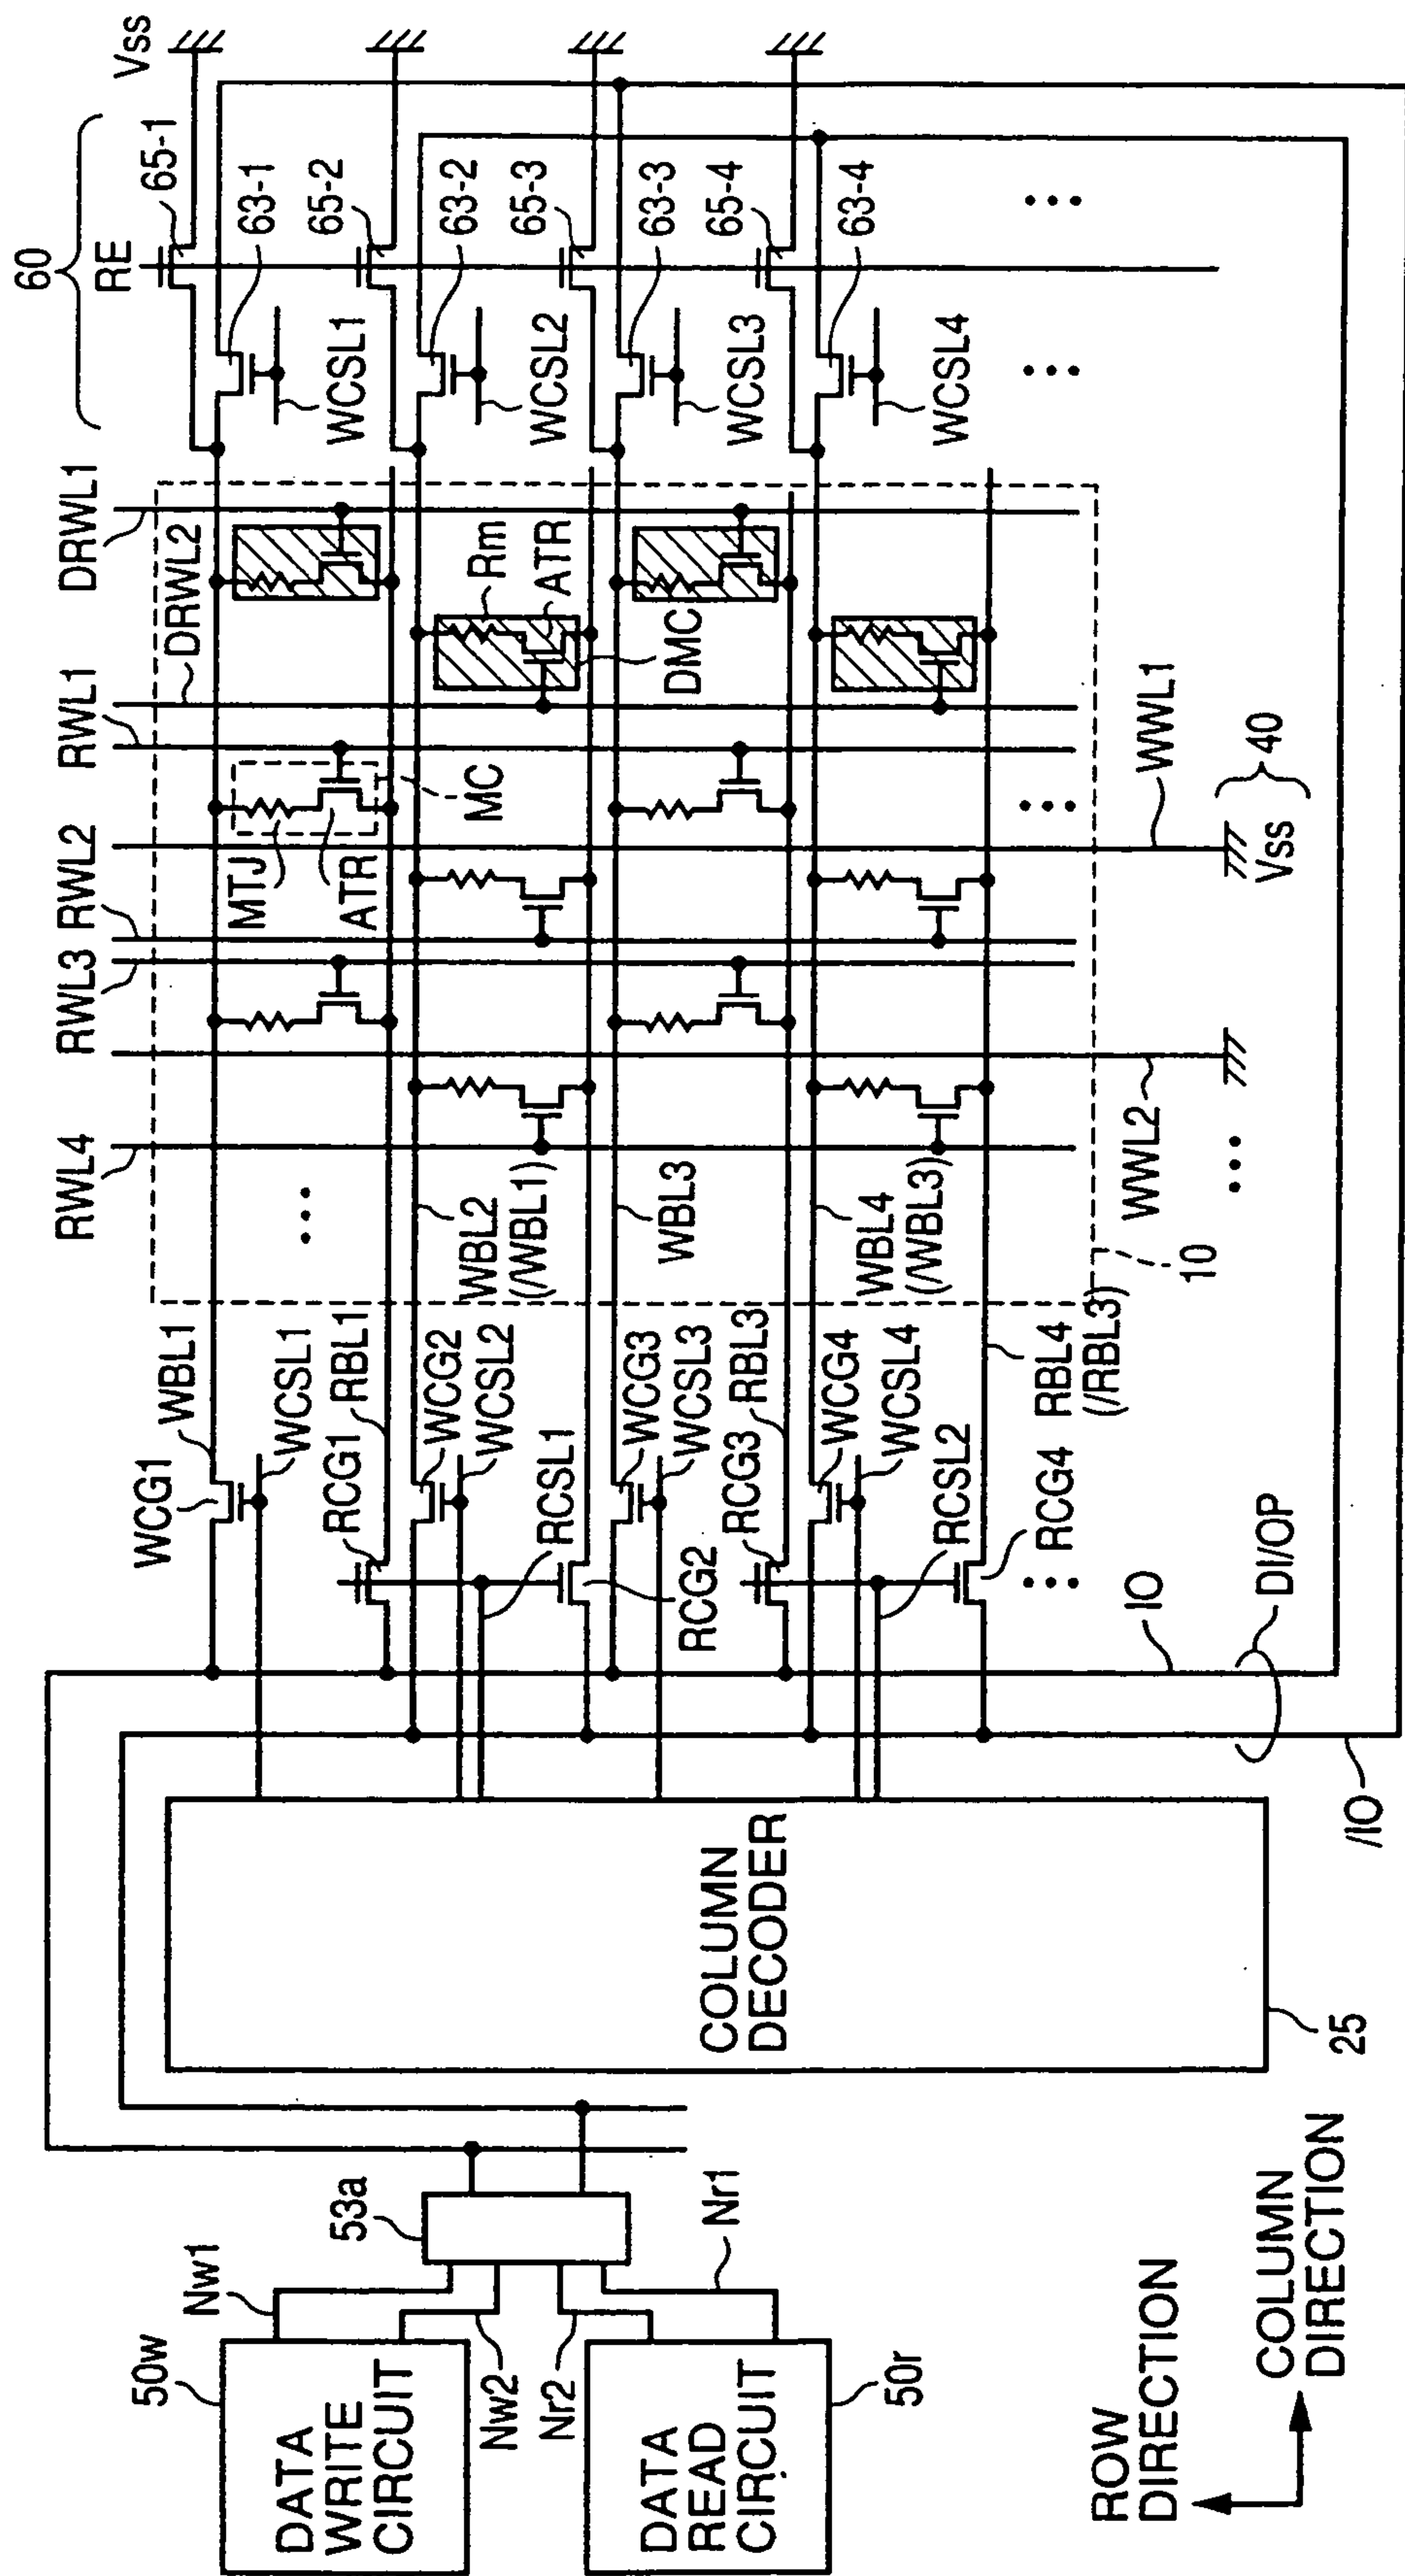 60
RE
Vss
65-1
63-1
65-2
63-2
65-3
63-3
65-4
63-4
WCSL1
WCSL2
WCSL3
WCSL4
DRWL1
DRWL2
RWL1
RWL2
RWL3
RWL4
Rm
ATR
DMC
MC
MTJ
ATR
WWL1
40
Vss
WWL2
10
WBL2
(/WBL1)
WBL3
WBL4
(/WBL3)
WBL1
WCG1
WCSL1
RBL1
RCG1
WCG2
WCSL2
RCSL1
RCG2
WCG3
WCSL3
RBL3
RCG3
WCG4
WCSL4
RCSL2
RBL4
(/RBL3)
RCG4
IO
DI/OP
/IO
COLUMN
DECODER
25
53a
Nw1
Nw2
Nr2
Nr1
50w
DATA
WRITE
CIRCUIT
50r
DATA
READ
CIRCUIT
ROW
DIRECTION
COLUMN
DIRECTION